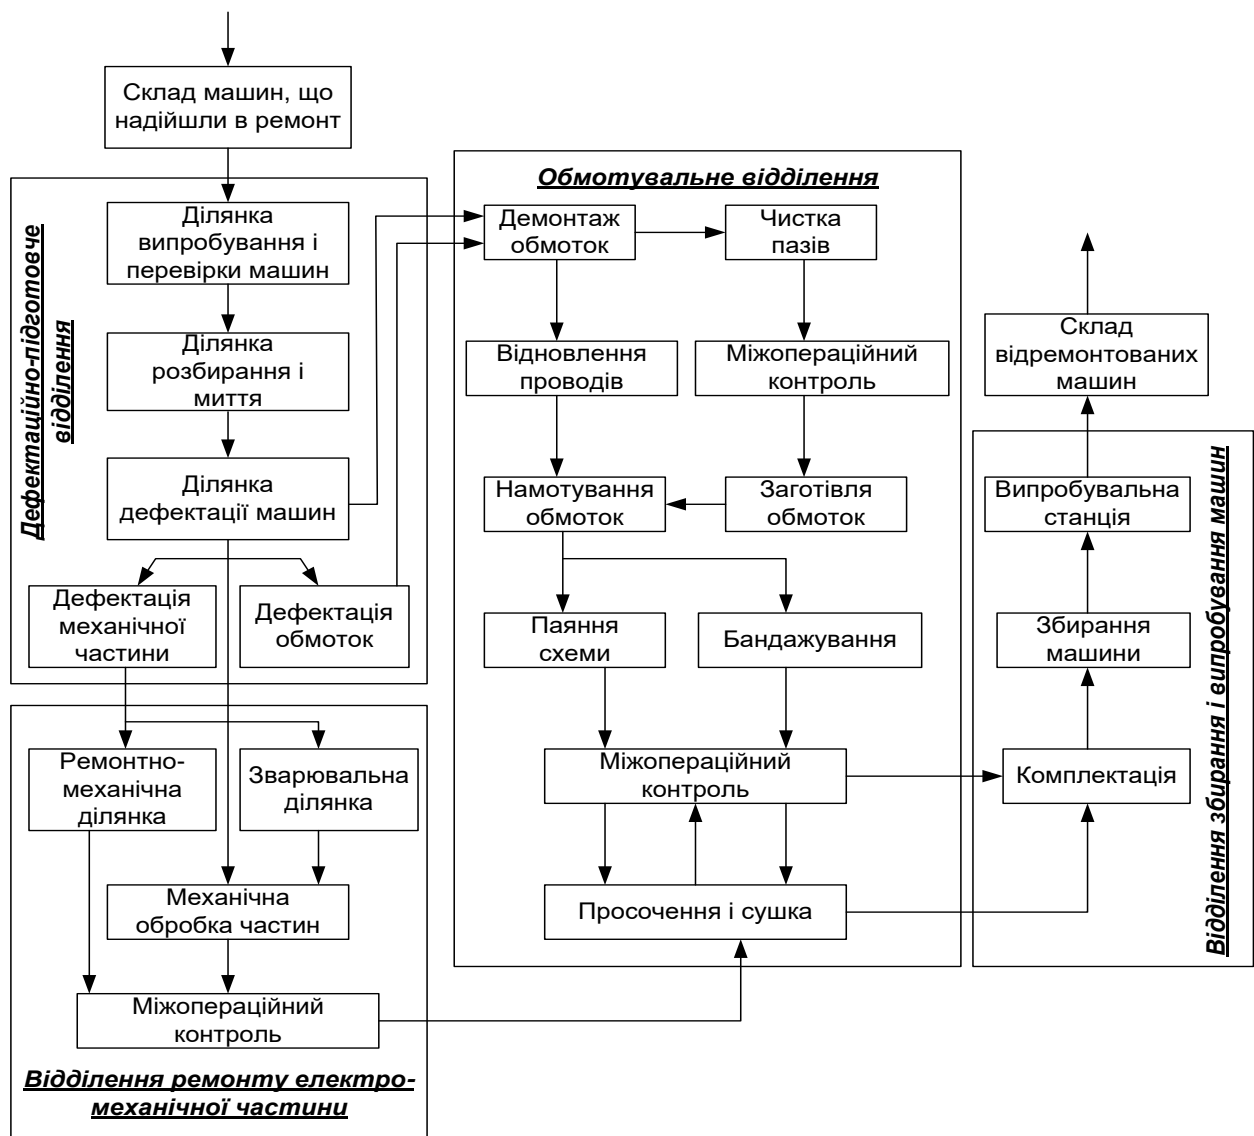 Склад машин, що
надійшли в ремонт
Дефектаційно-підготовче
відділення
Ділянка
випробування і
перевірки машин
Ділянка
розбирання і
миття
Ділянка
дефектації машин
Дефектація
механічної
частини
Дефектація
обмоток
Ремонтно-
механічна
ділянка
Зварювальна
ділянка
Механічна
обробка частин
Міжопераційний
контроль
Відділення ремонту електро-
механічної частини
Обмотувальне відділення
Демонтаж
обмоток
Чистка
пазів
Відновлення
проводів
Міжопераційний
контроль
Намотування
обмоток
Заготівля
обмоток
Паяння
схеми
Бандажування
Міжопераційний
контроль
Просочення і сушка
Склад
відремонтованих
машин
Випробувальна
станція
Збирання
машини
Комплектація
Відділення збирання і випробування машин